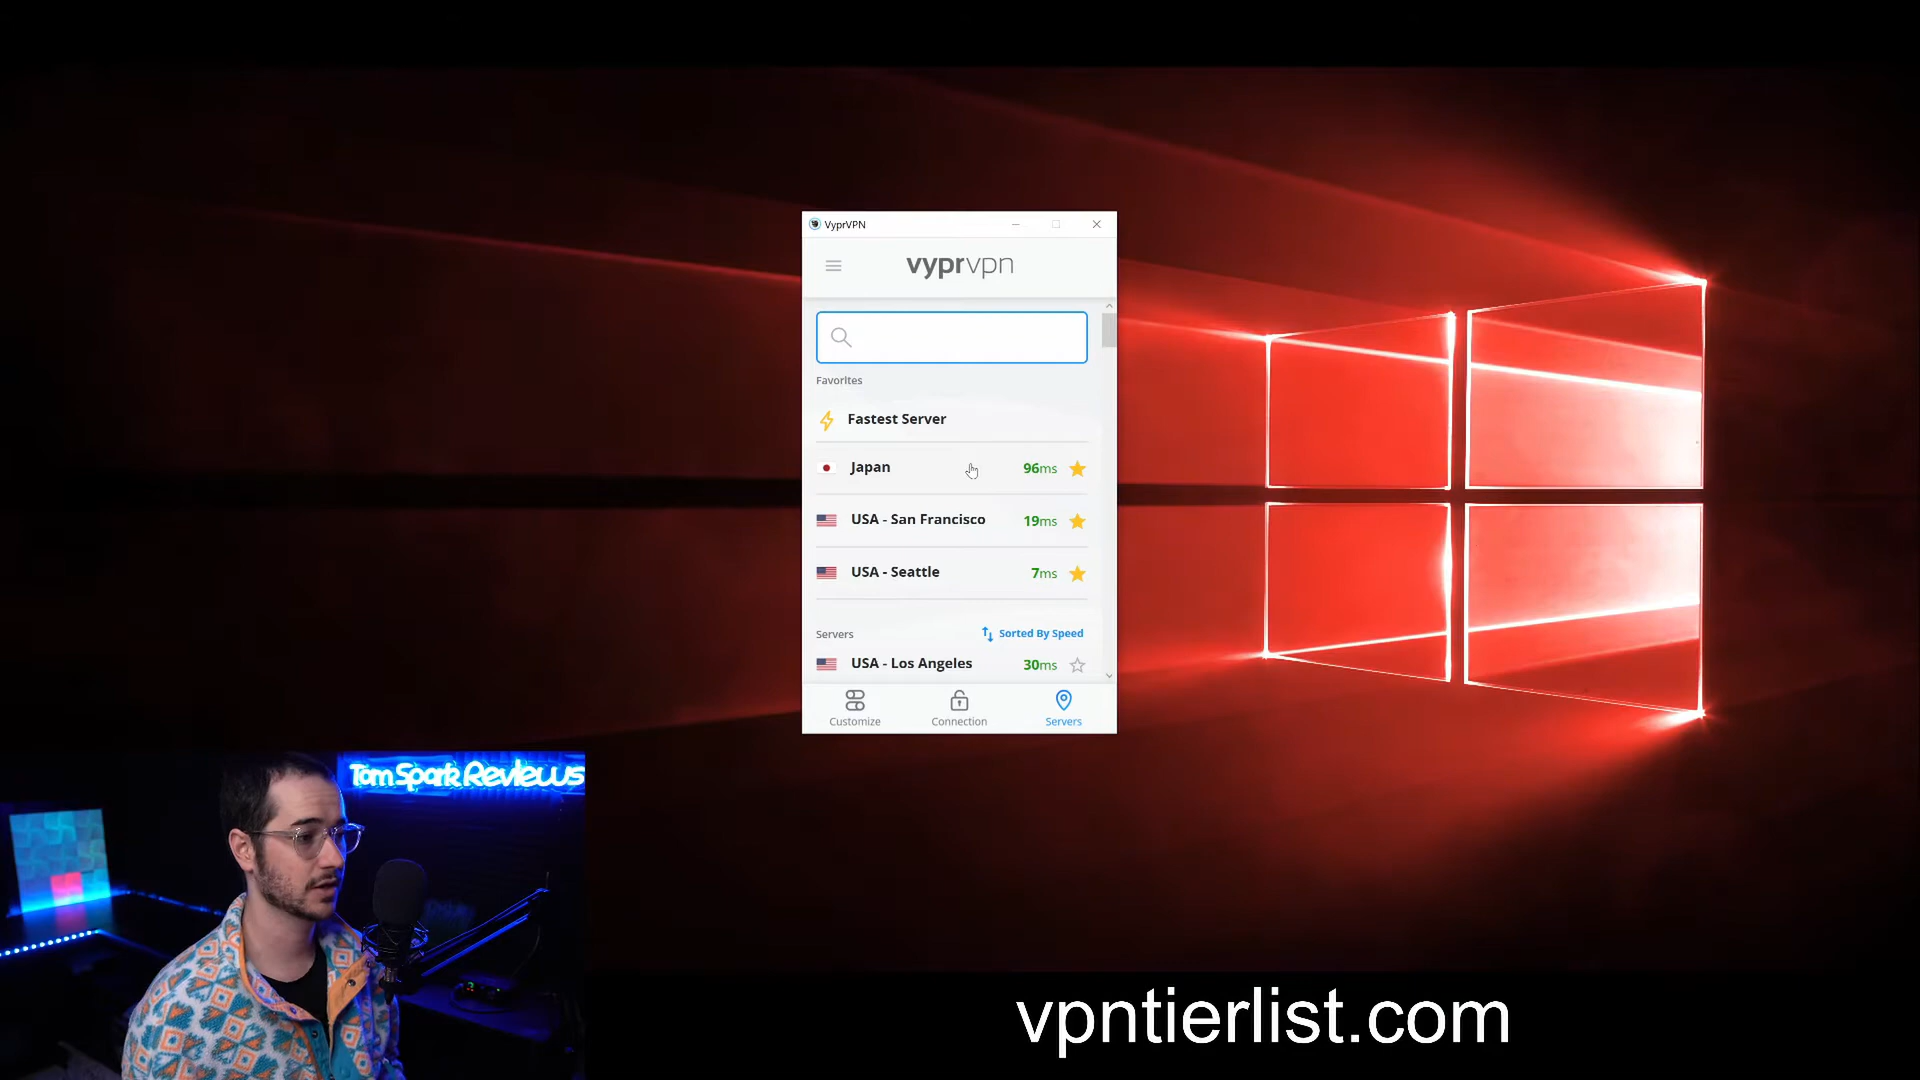 VyprVPN
vyprvpn
Favorites
Fastest Server
Japan 96ms
USA - San Francisco 19ms
USA - Seattle 7ms
Servers Sorted By Speed
USA - Los Angeles 30ms
Customize Connection Servers
Tom Spark Reviews
vpntierlist.com